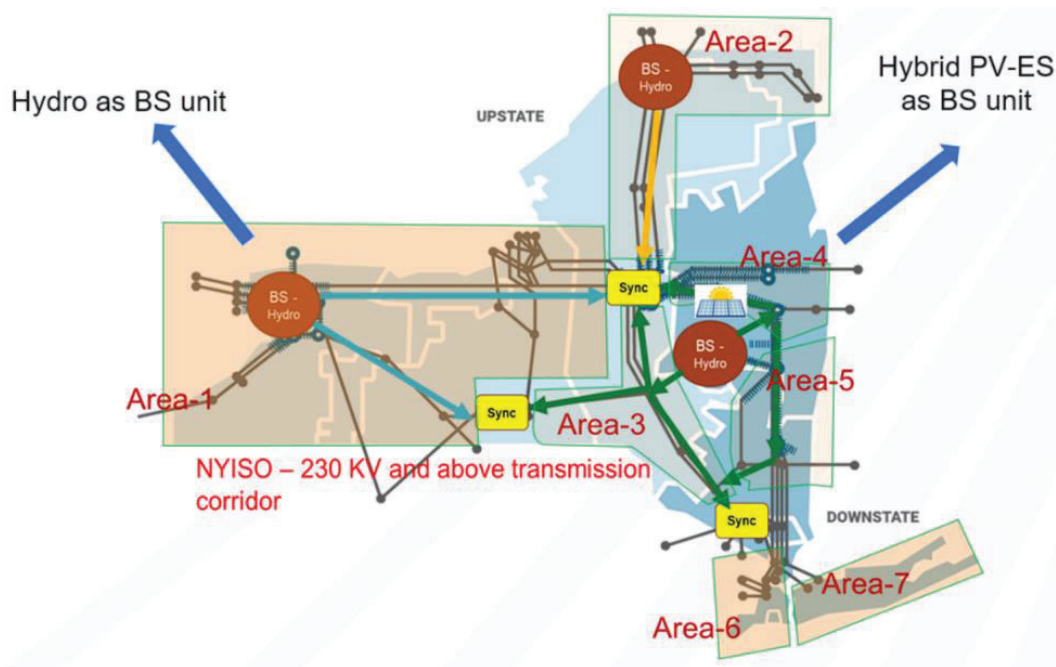 Area-2
BS -
Hydro
Hydro as BS unit
Hybrid PV-ES
as BS unit
UPSTATE
Area-4
Sync
BS -
Hydro
BS -
Hydro
Area-5
Area-1
Sync
Area-3
NYISO – 230 KV and above transmission
corridor
Sync
DOWNSTATE
Area-7
Area-6